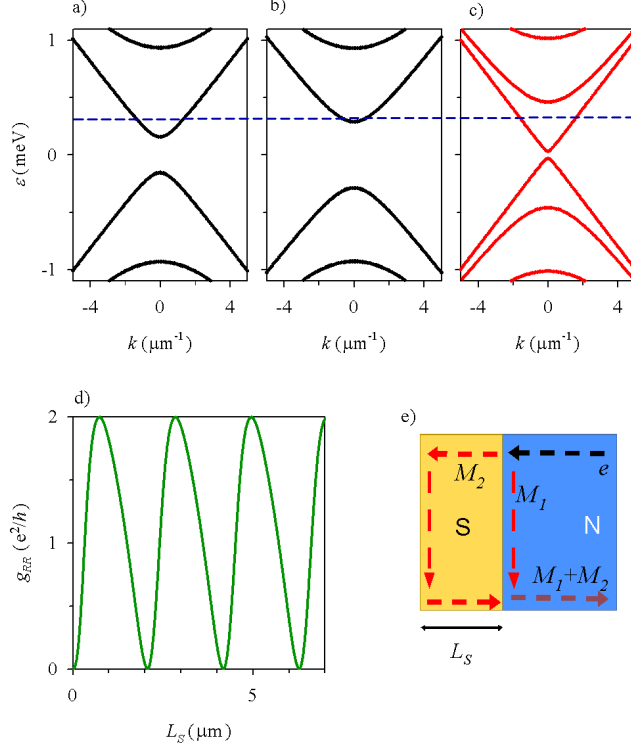 a)
b)
c)
1
0
-1
ε (meV)
-4
0
4
-4
0
4
-4
0
4
k (μm⁻¹)
k (μm⁻¹)
k (μm⁻¹)
d)
2
1
0
g_RR (e²/h)
0
5
L_S (μm)
e)
M_2
e
M_1
S
N
M_1+M_2
L_S